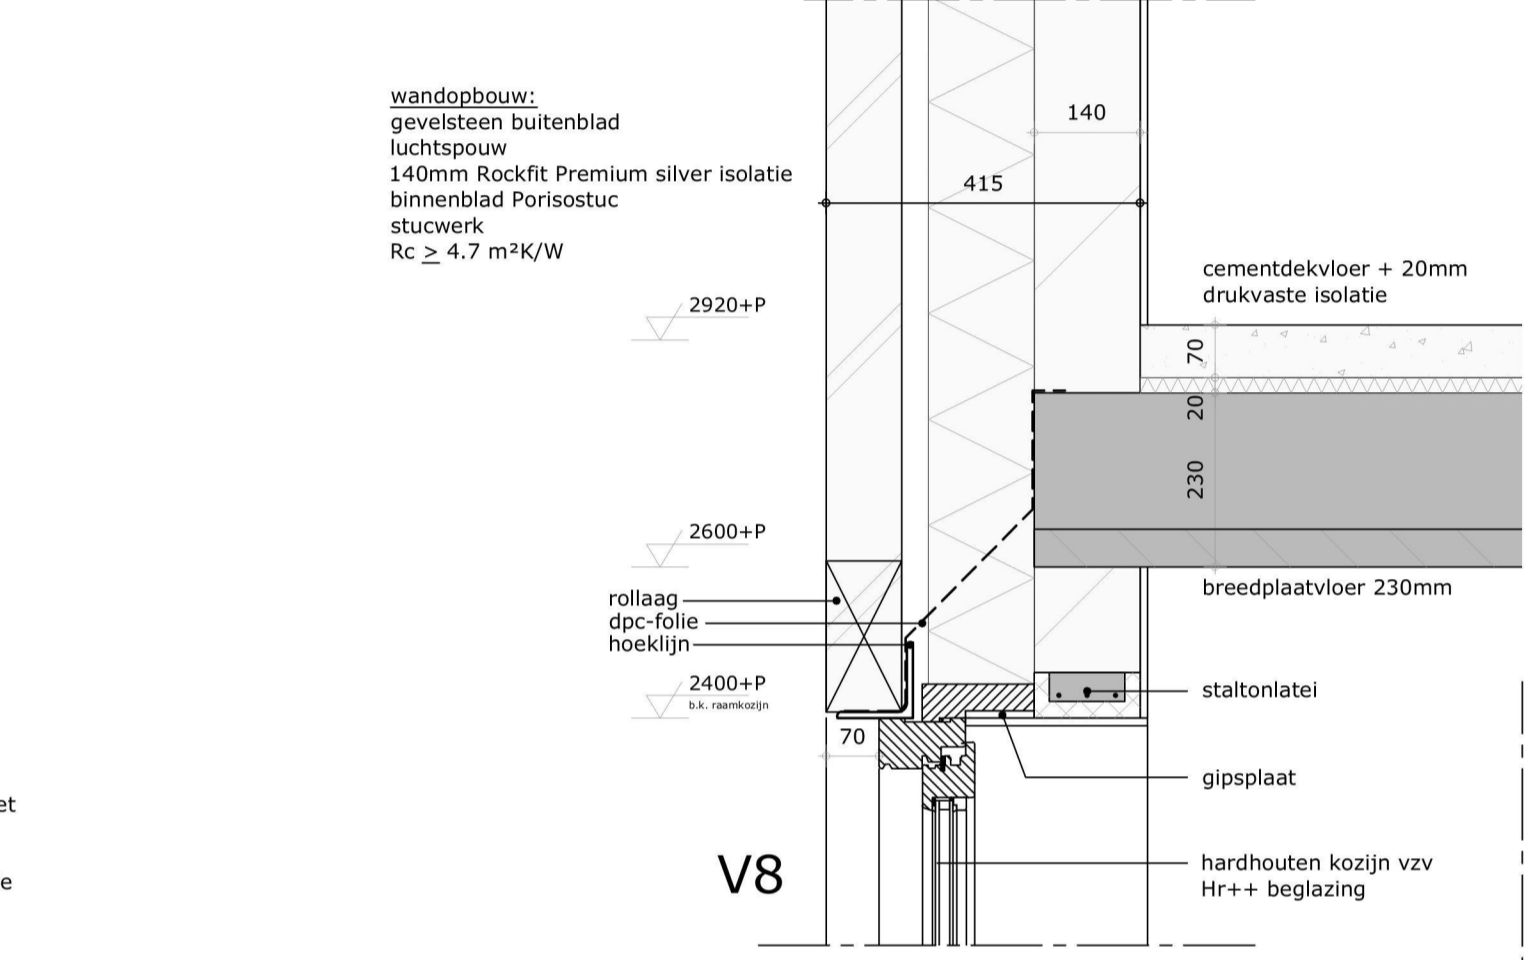 wandopbouw:
gevelsteen buitenblad
luchtspouw
140mm Rockfit Premium silver isolatie
binnenblad Porisostuc
stucwerk
Rc ≥ 4.7 m²K/W
140
415
cementdekvloer + 20mm
drukvaste isolatie
2920+P
70
20
230
2600+P
breedplaatvloer 230mm
rollaag
dpc-folie
hoeklijn
2400+P
b.k. raamkozijn
staltonlatei
70
gipsplaat
et
V8
hardhouten kozijn vzv
Hr++ beglazing
e